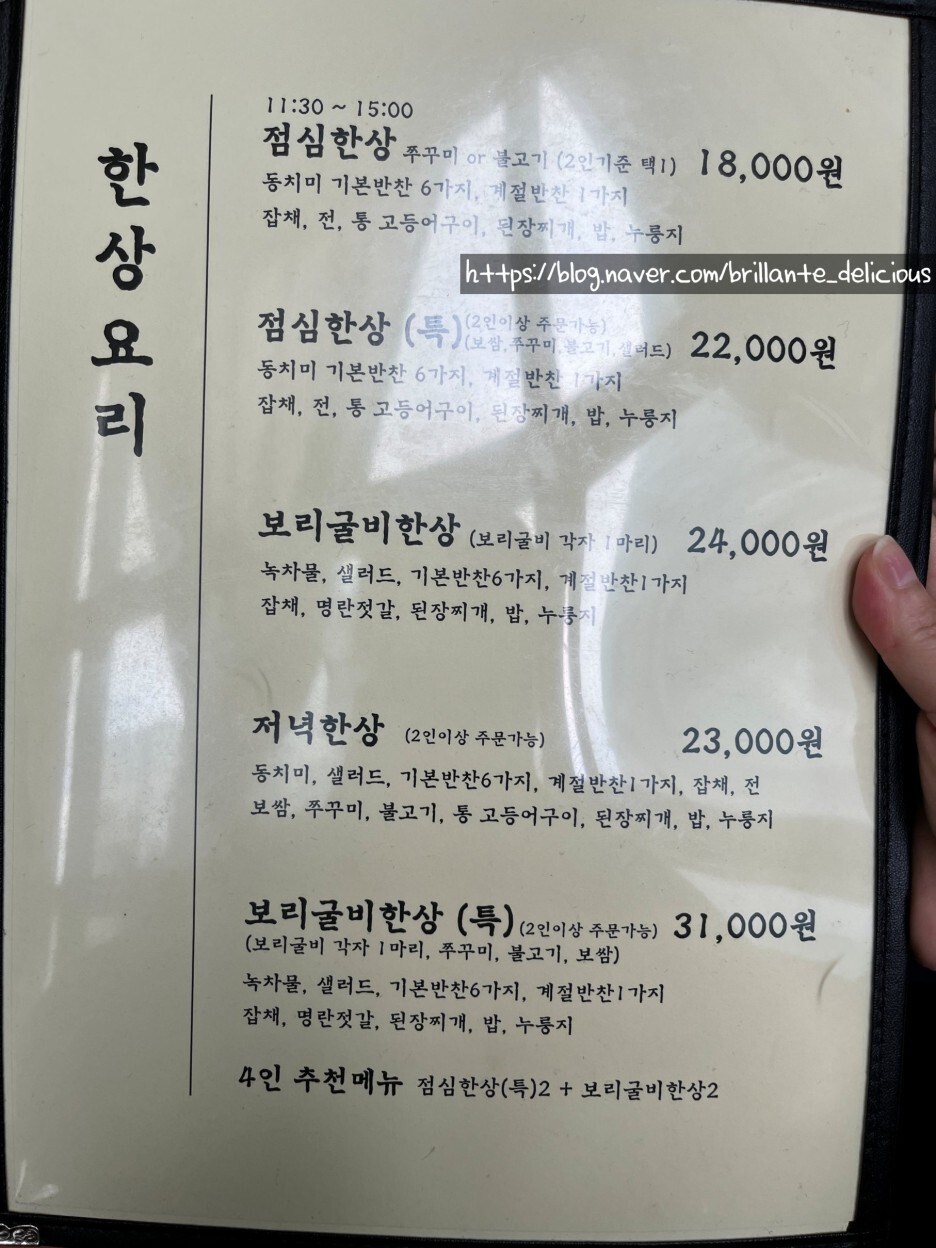 한상요리
11:30 ~ 15:00
점심한상 쭈꾸미 or 불고기 (2인기준 택1) 18,000원
동치미 기본반찬 6가지, 계절반찬 1가지
잡채, 전, 통 고등어구이, 된장찌개, 밥, 누룽지
https://blog.naver.com/brillante_delicious
점심한상 (특) (2인이상 주문가능) 22,000원
(보쌈,쭈꾸미,불고기,샐러드)
동치미 기본반찬 6가지, 계절반찬 1가지
잡채, 전, 통 고등어구이, 된장찌개, 밥, 누룽지
보리굴비한상 (보리굴비 각자 1마리) 24,000원
녹차물, 샐러드, 기본반찬6가지, 계절반찬1가지
잡채, 명란젓갈, 된장찌개, 밥, 누룽지
저녁한상 (2인이상 주문가능) 23,000원
동치미, 샐러드, 기본반찬6가지, 계절반찬1가지, 잡채, 전
보쌈, 쭈꾸미, 불고기, 통 고등어구이, 된장찌개, 밥, 누룽지
보리굴비한상 (특) (2인이상 주문가능) 31,000원
(보리굴비 각자 1마리, 쭈꾸미, 불고기, 보쌈)
녹차물, 샐러드, 기본반찬6가지, 계절반찬1가지
잡채, 명란젓갈, 된장찌개, 밥, 누룽지
4인 추천메뉴 점심한상(특)2 + 보리굴비한상2